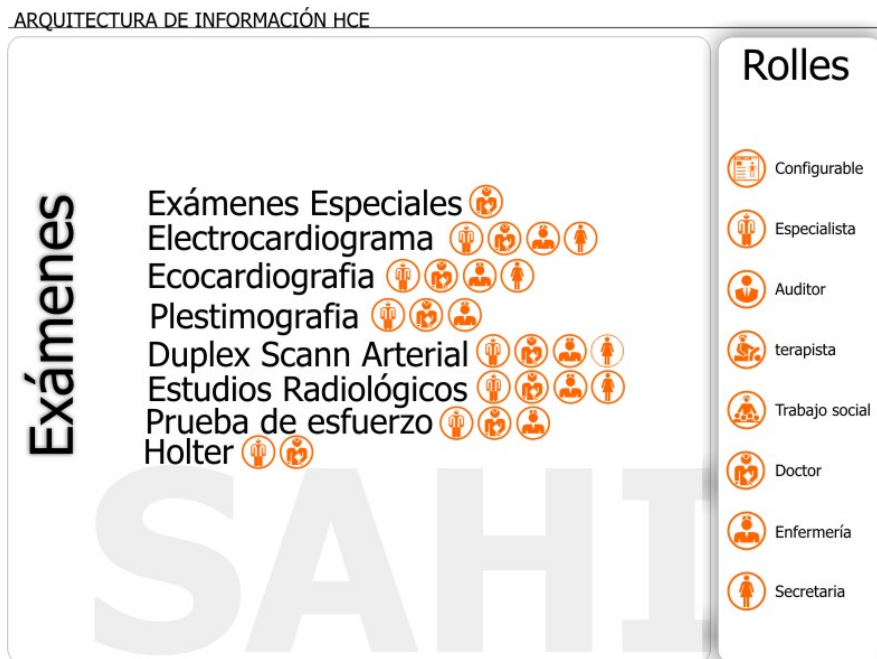 ARQUITECTURA DE INFORMACIÓN HCE
Exámenes
Exámenes Especiales
Electrocardiograma
Ecocardiografia
Plestimografia
Duplex Scann Arterial
Estudios Radiológicos
Prueba de esfuerzo
Holter
SAHI
Rolles
Configurable
Especialista
Auditor
terapista
Trabajo social
Doctor
Enfermería
Secretaria